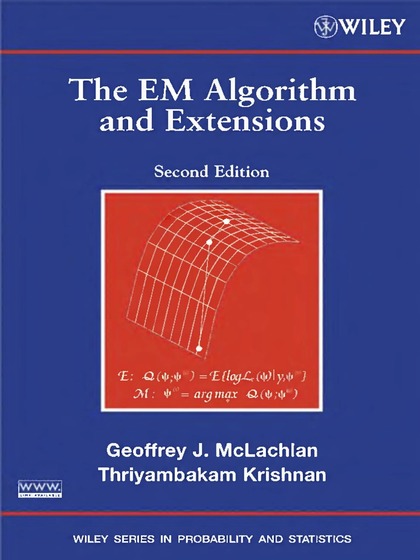 WILEY
The EM Algorithm
and Extensions
Second Edition
E: Q(ψ;ψ) = E{log L꜀(ψ)|y,ψ}
M: ψ = arg max Q(ψ;ψ)
Geoffrey J. McLachlan
Thriyambakam Krishnan
WWW.
WILEY SERIES IN PROBABILITY AND STATISTICS